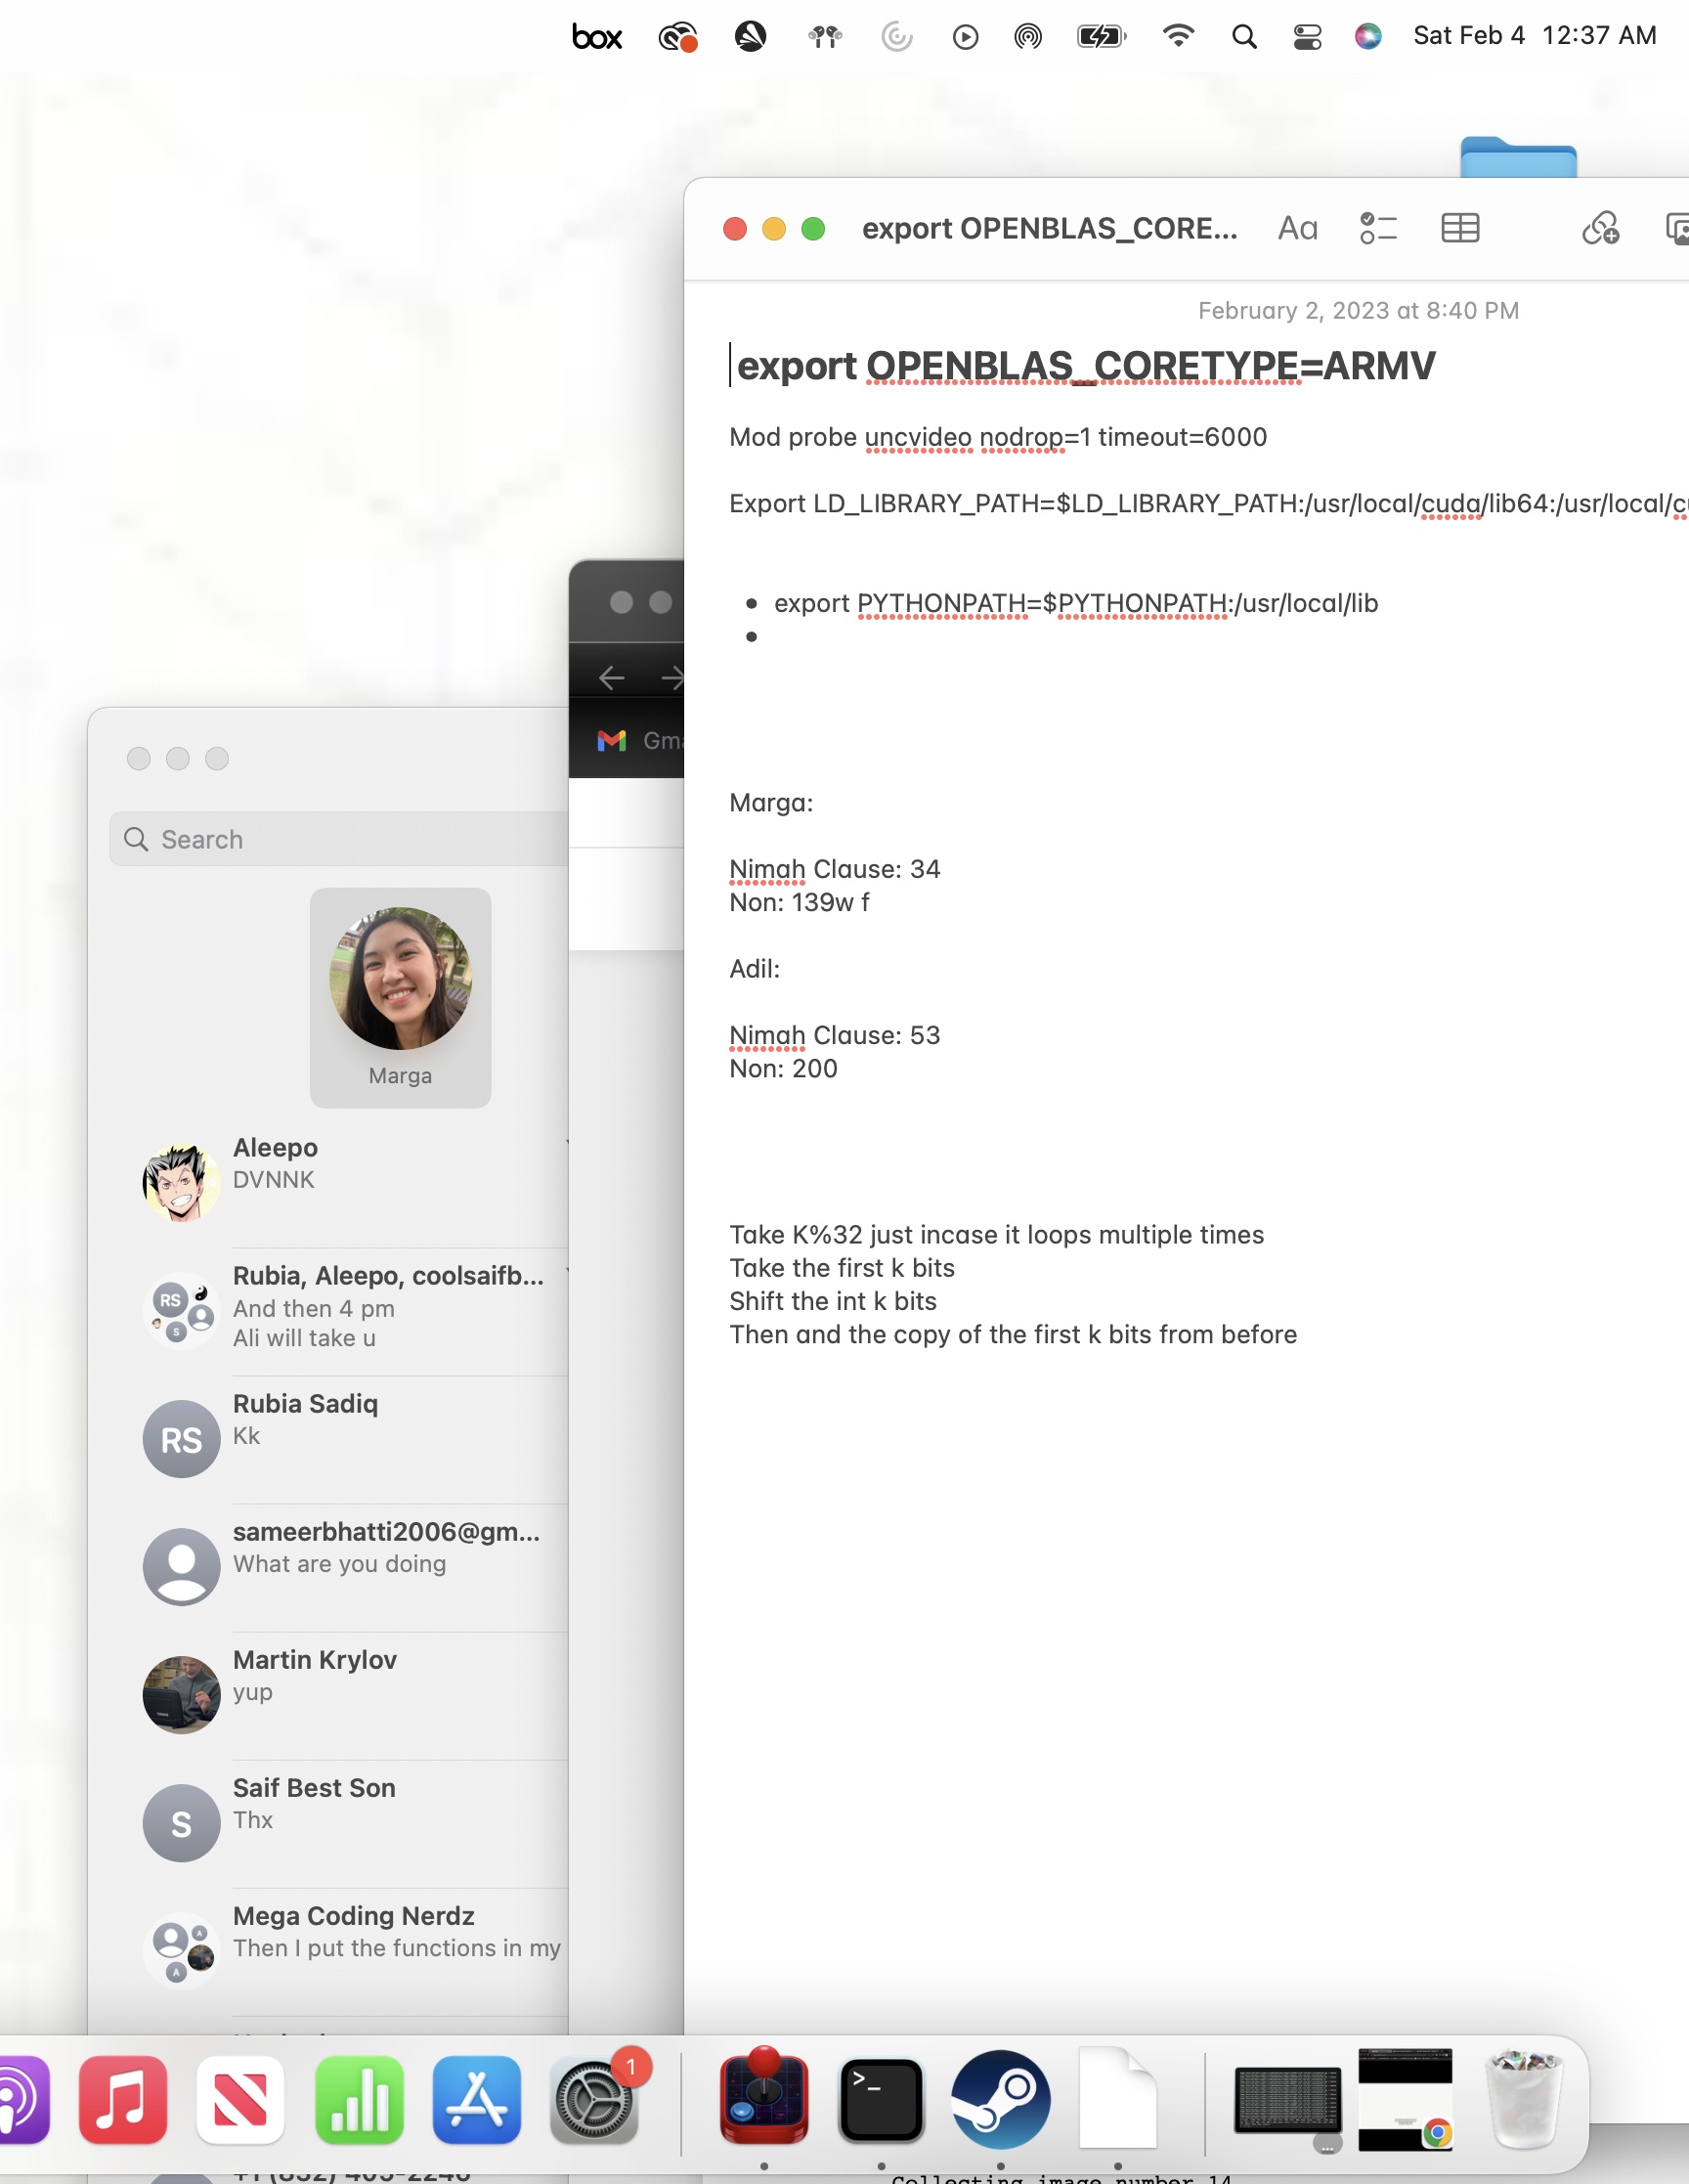 box
Sat Feb 4 12:37 AM
export OPENBLAS_CORE...
Aa
February 2, 2023 at 8:40 PM
export OPENBLAS_CORETYPE=ARMV
Mod probe uncvideo nodrop=1 timeout=6000
Export LD_LIBRARY_PATH=$LD_LIBRARY_PATH:/usr/local/cuda/lib64:/usr/local/c
• export PYTHONPATH=$PYTHONPATH:/usr/local/lib
•
Gma
Marga:
Nimah Clause: 34
Non: 139w f
Adil:
Nimah Clause: 53
Non: 200
Take K%32 just incase it loops multiple times
Take the first k bits
Shift the int k bits
Then and the copy of the first k bits from before
Search
Marga
Aleepo
DVNNK
Rubia, Aleepo, coolsaifb...
RS
S
And then 4 pm
Ali will take u
Rubia Sadiq
RS
Kk
sameerbhatti2006@gm...
What are you doing
Martin Krylov
yup
Saif Best Son
S
Thx
Mega Coding Nerdz
A
A
Then I put the functions in my
1
>_
Collecting image number 14